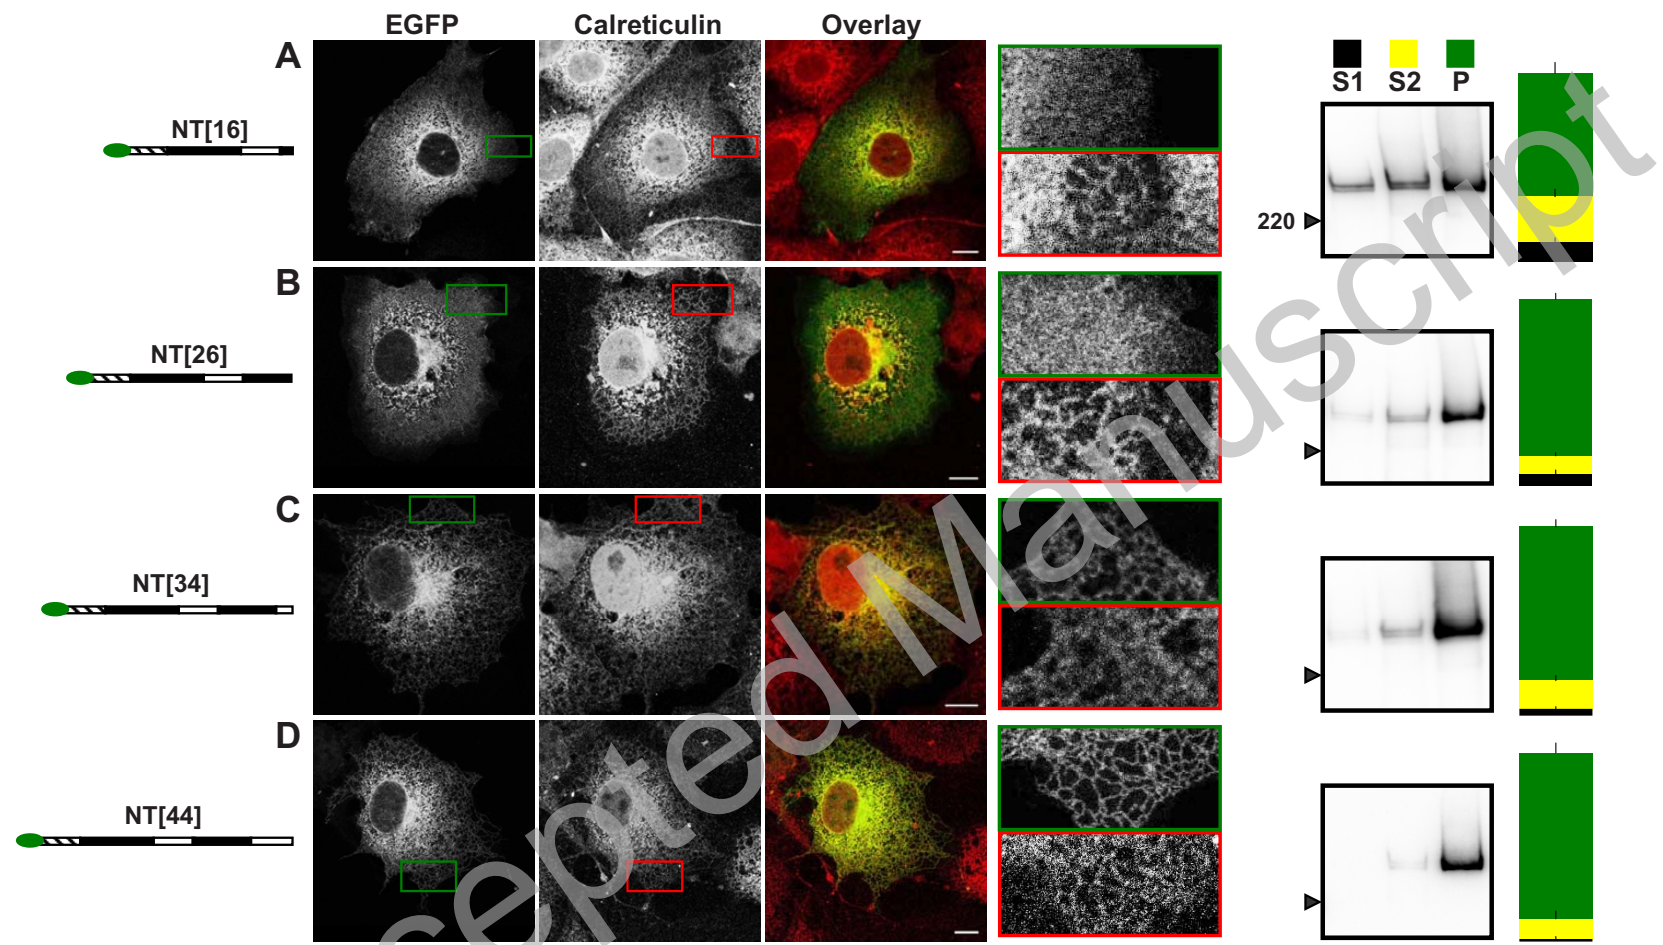 EGFP Calreticulin Overlay
A
NT[16]
S1 S2 P
220
B
NT[26]
C
NT[34]
D
NT[44]
cepted Manuscript